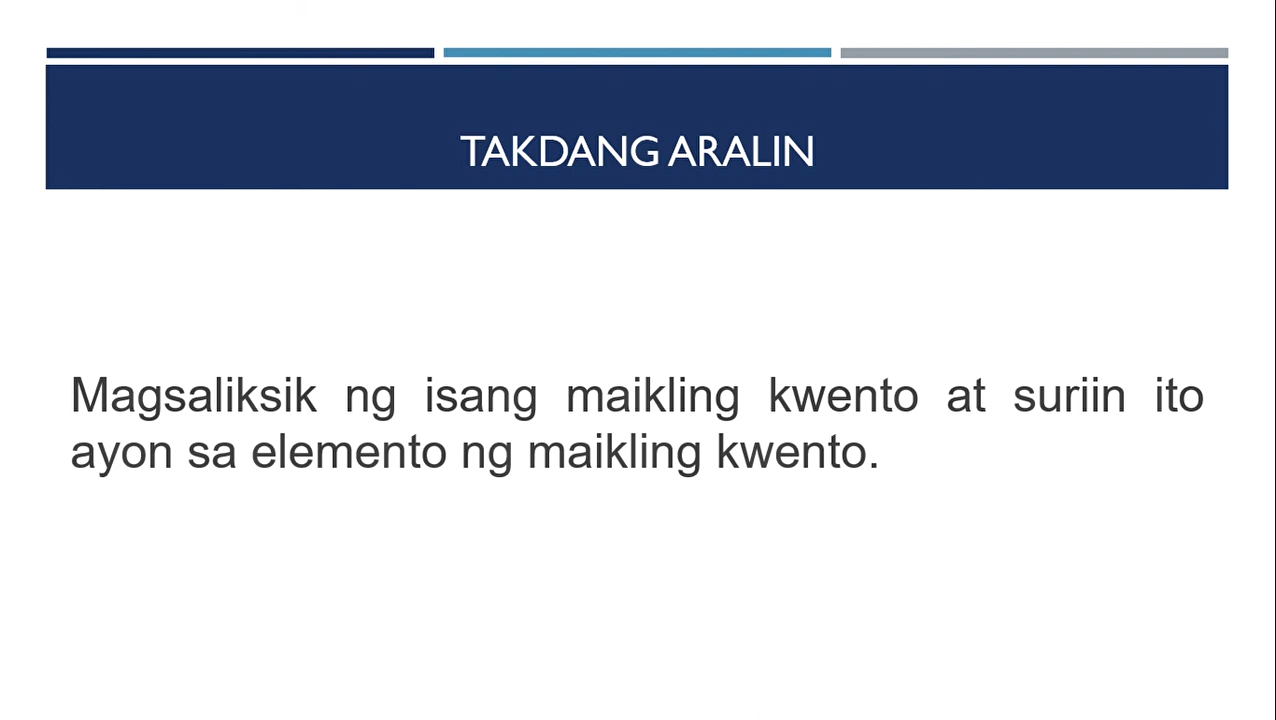 TAKDANG ARALIN
Magsaliksik ng isang maikling kwento at suriin ito
ayon sa elemento ng maikling kwento.